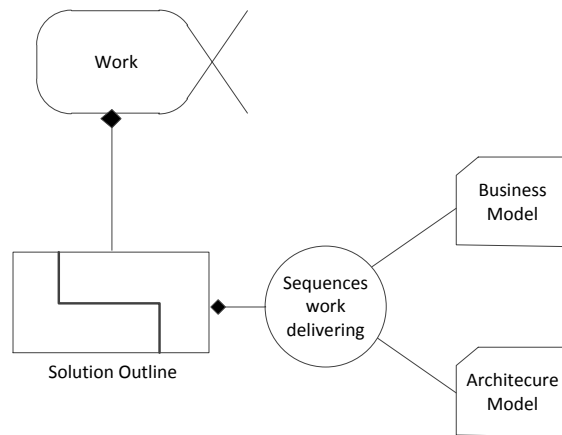 Work
Business
Model
Sequences
work
delivering
Solution Outline
Architecure
Model